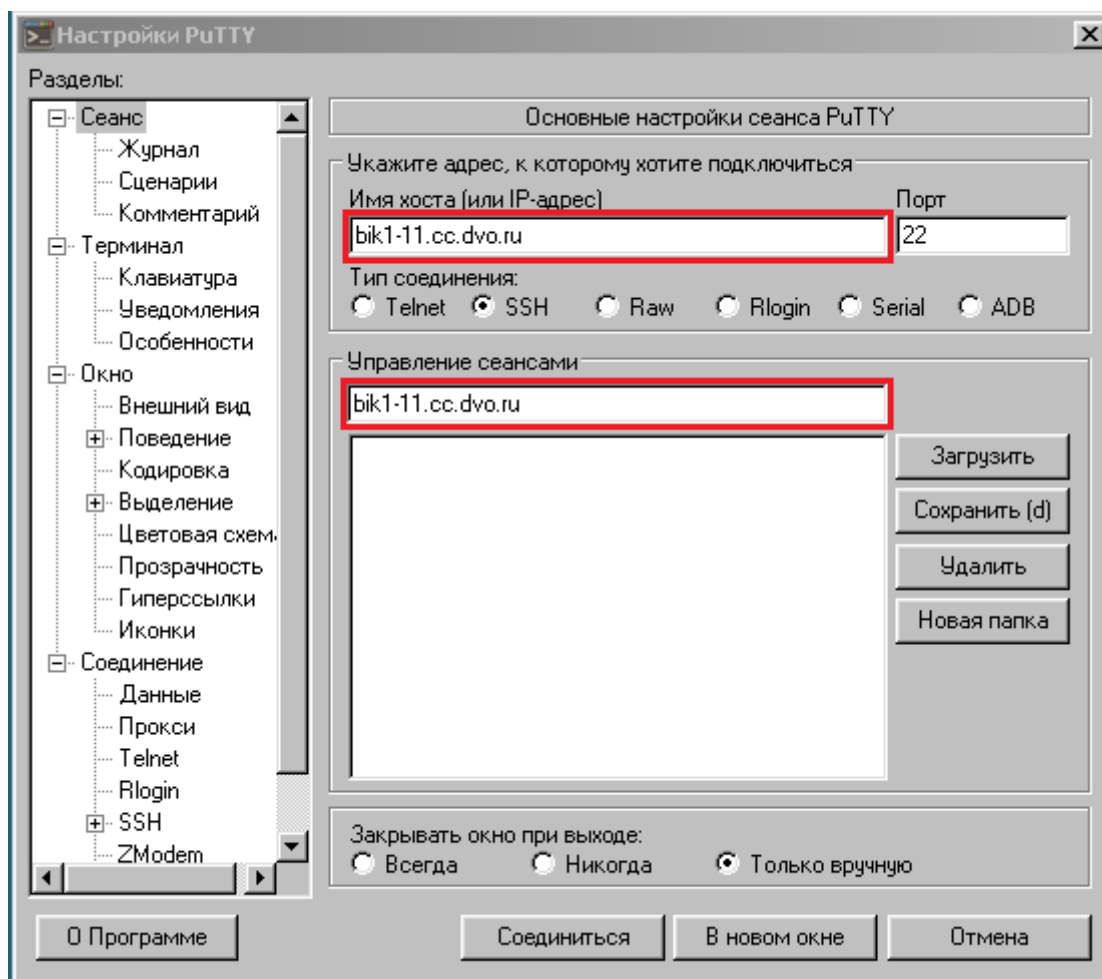 Настройки PuTTY
Разделы:
Сеанс
Журнал
Сценарии
Комментарий
Терминал
Клавиатура
Уведомления
Особенности
Окно
Внешний вид
Поведение
Кодировка
Выделение
Цветовая схем
Прозрачность
Гиперссылки
Иконки
Соединение
Данные
Прокси
Telnet
Rlogin
SSH
ZModem
Основные настройки сеанса PuTTY
Укажите адрес, к которому хотите подключиться
Имя хоста (или IP-адрес) Порт
bik1-11.cc.dvo.ru 22
Тип соединения:
Telnet SSH Raw Rlogin Serial ADB
Управление сеансами
bik1-11.cc.dvo.ru
Загрузить
Сохранить (d)
Удалить
Новая папка
Закрывать окно при выходе:
Всегда Никогда Только вручную
О Программе Соединиться В новом окне Отмена